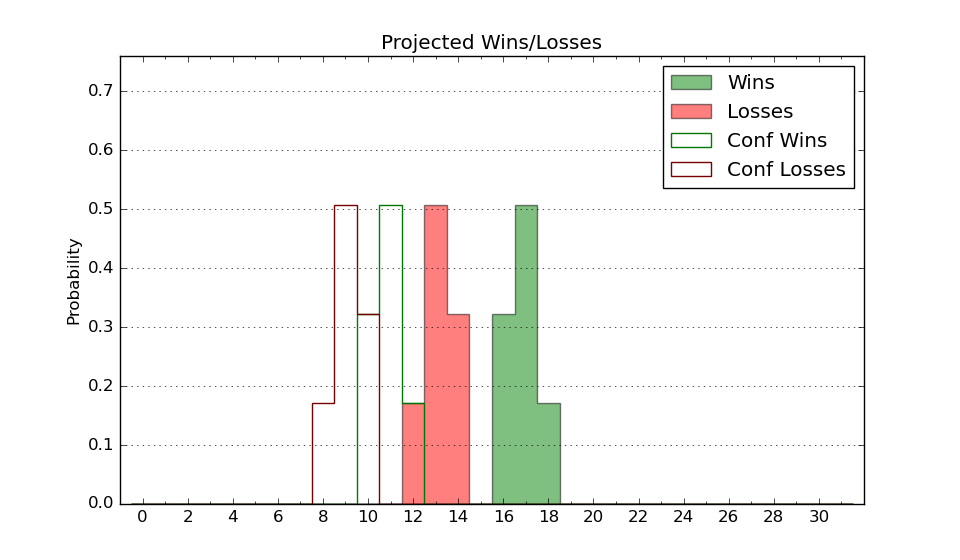 Projected Wins/Losses
Wins
Losses
Conf Wins
Conf Losses
Probability
0.7
0.6
0.5
0.4
0.3
0.2
0.1
0.0
0 2 4 6 8 10 12 14 16 18 20 22 24 26 28 30